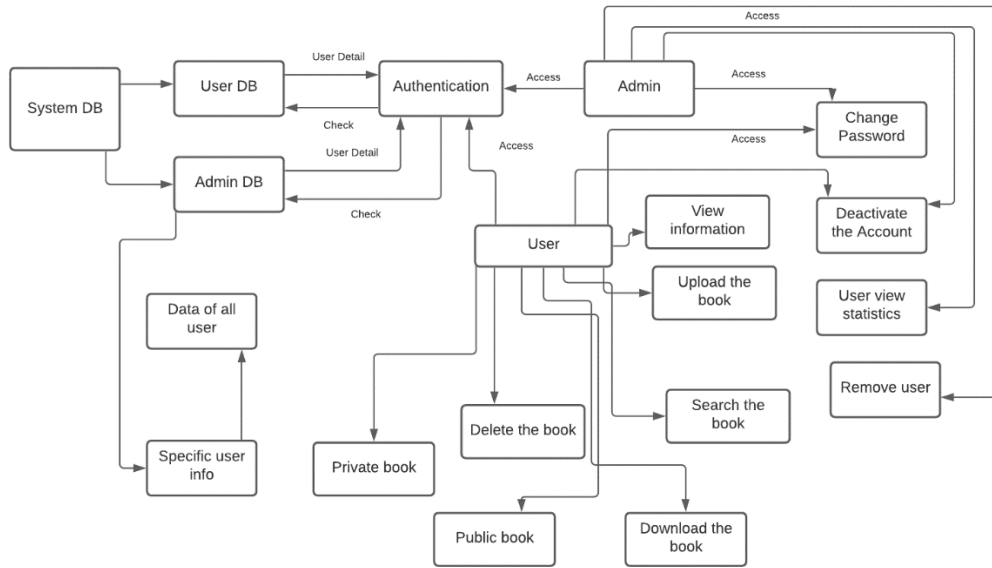 Access
User Detail
System DB
User DB
Authentication
Access
Admin
Access
Check
Change
Password
User Detail
Access
Access
Admin DB
Check
View
information
Deactivate
the Account
User
Upload the
book
User view
statistics
Data of all
user
Remove user
Search the
book
Delete the book
Specific user
info
Private book
Public book
Download the
book